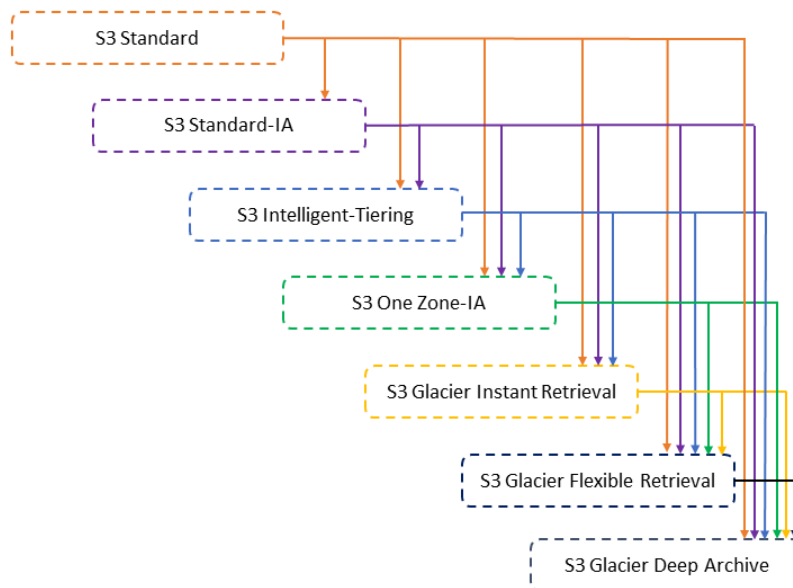 S3 Standard
S3 Standard-IA
S3 Intelligent-Tiering
S3 One Zone-IA
S3 Glacier Instant Retrieval
S3 Glacier Flexible Retrieval
S3 Glacier Deep Archive